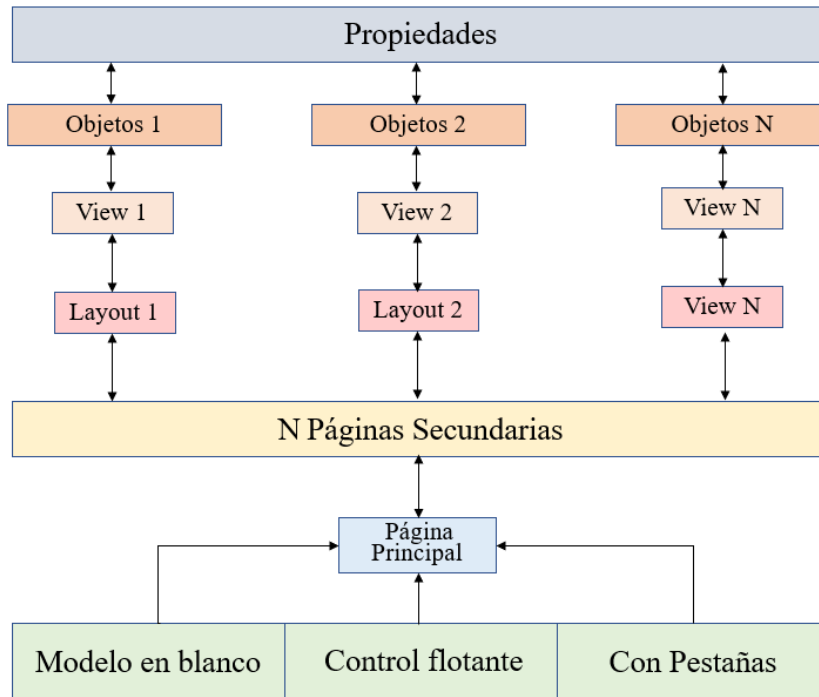 Propiedades
Objetos 1
Objetos 2
Objetos N
View 1
View 2
View N
Layout 1
Layout 2
View N
N Páginas Secundarias
Página
Principal
Modelo en blanco
Control flotante
Con Pestañas